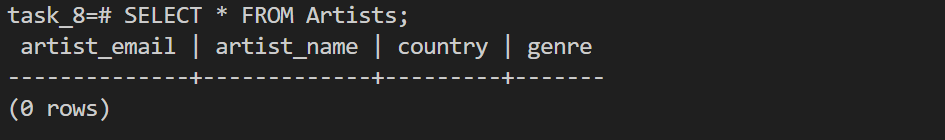 task_8=# SELECT * FROM Artists;
 artist_email | artist_name | country | genre
--------------+-------------+---------+-------
(0 rows)